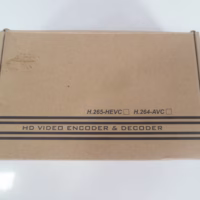 H.265-HEVC□ H.264-AVC□
HD VIDEO ENCODER & DECODER